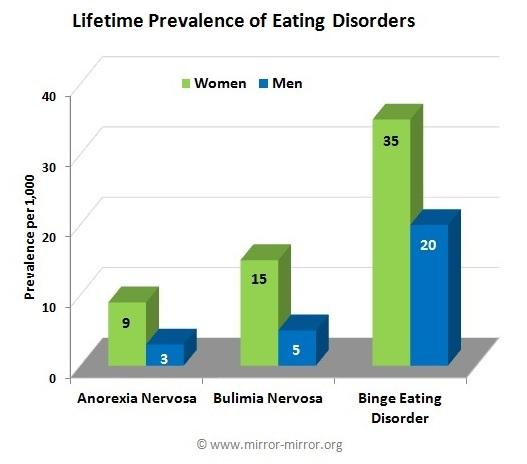 Lifetime Prevalence of Eating Disorders
Women Men
40
30
20
10
0
Prevalence per 1,000
9
3
15
5
35
20
Anorexia Nervosa
Bulimia Nervosa
Binge Eating
Disorder
© www.mirror-mirror.org